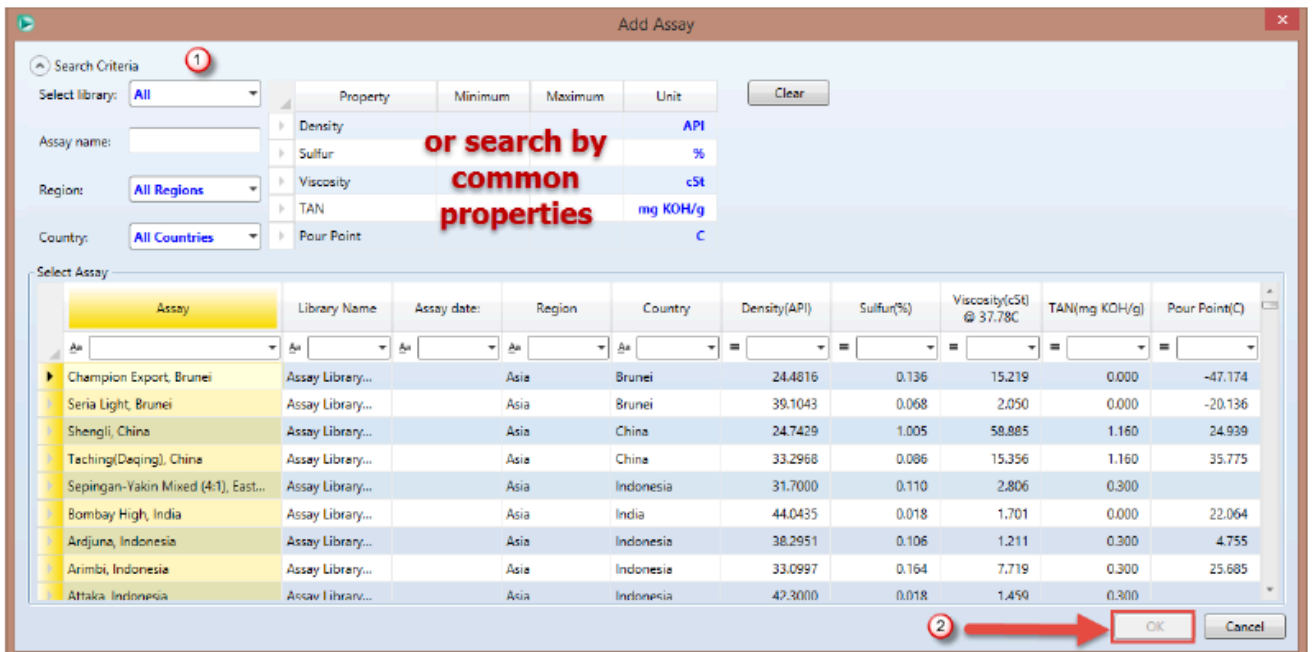 Add Assay
Search Criteria
1
Select library: All
Property Minimum Maximum Unit
Clear
Density API
Assay name:
Sulfur %
or search by
Viscosity cSt
common
Region: All Regions
TAN mg KOH/g
properties
Country: All Countries
Pour Point C
Select Assay
Assay Library Name Assay date: Region Country Density(API) Sulfur(%) Viscosity(cSt) @ 37.78C TAN(mg KOH/g) Pour Point(C)
Champion Export, Brunei Assay Library... Asia Brunei 24.4816 0.136 15.219 0.000 -47.174
Seria Light, Brunei Assay Library... Asia Brunei 39.1043 0.068 2.050 0.000 -20.136
Shengli, China Assay Library... Asia China 24.7429 1.005 58.885 1.160 24.939
Taching(Daqing), China Assay Library... Asia China 33.2968 0.086 15.356 1.160 35.775
Sepingan-Yakin Mixed (4:1), East... Assay Library... Asia Indonesia 31.7000 0.110 2.806 0.300
Bombay High, India Assay Library... Asia India 44.0435 0.018 1.701 0.000 22.064
Ardjuna, Indonesia Assay Library... Asia Indonesia 38.2951 0.106 1.211 0.300 4.755
Arimbi, Indonesia Assay Library... Asia Indonesia 33.0997 0.164 7.719 0.300 25.685
Attaka, Indonesia Assay Library... Asia Indonesia 42.3000 0.018 1.459 0.300
2
OK Cancel